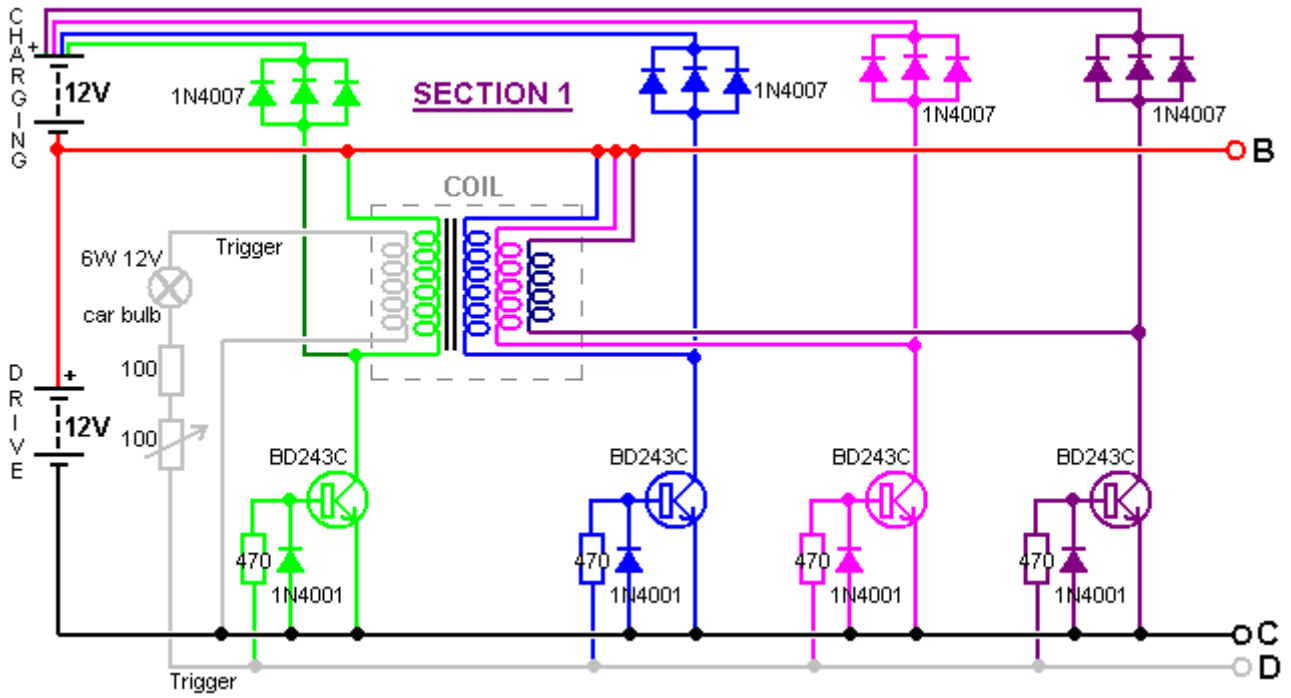 CHARGING
+
12V
1N4007
SECTION 1
1N4007
1N4007
1N4007
B
COIL
Trigger
6W 12V
car bulb
100
100
DRIVE
+
12V
BD243C
BD243C
BD243C
BD243C
470
470
470
470
1N4001
1N4001
1N4001
1N4001
C
D
Trigger